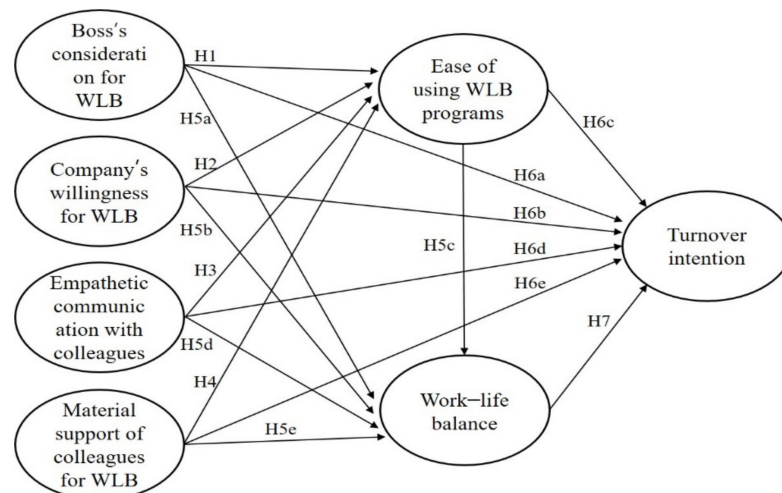 Boss's
considerati
on for
WLB
H1
H5a
Ease of
using WLB
programs
H6c
Company's
willingness
for WLB
H2
H5b
H6a
H6b
H5c
Turnover
intention
Empathetic
communic
ation with
colleagues
H3
H5d
H6d
H6e
H7
Material
support of
colleagues
for WLB
H4
H5e
Work-life
balance